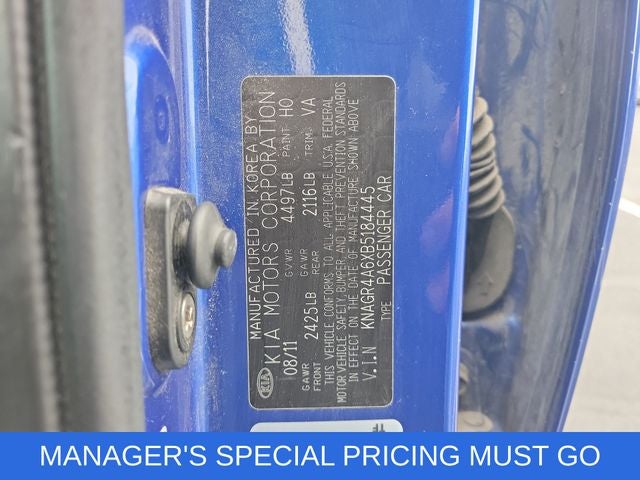 MANUFACTURED IN KOREA BY
KIA MOTORS CORPORATION
08/11 GVWR 4497LB PAINT HO
GAWR FRONT 2425LB GAWR REAR 2116LB TRIM VA
THIS VEHICLE CONFORMS TO ALL APPLICABLE U.S.A. FEDERAL
MOTOR VEHICLE SAFETY, BUMPER, AND THEFT PREVENTION STANDARDS
IN EFFECT ON THE DATE OF MANUFACTURE SHOWN ABOVE
V.I.N KNAGR4A6XB5184445
TYPE PASSENGER CAR
KIA
MANAGER'S SPECIAL PRICING MUST GO